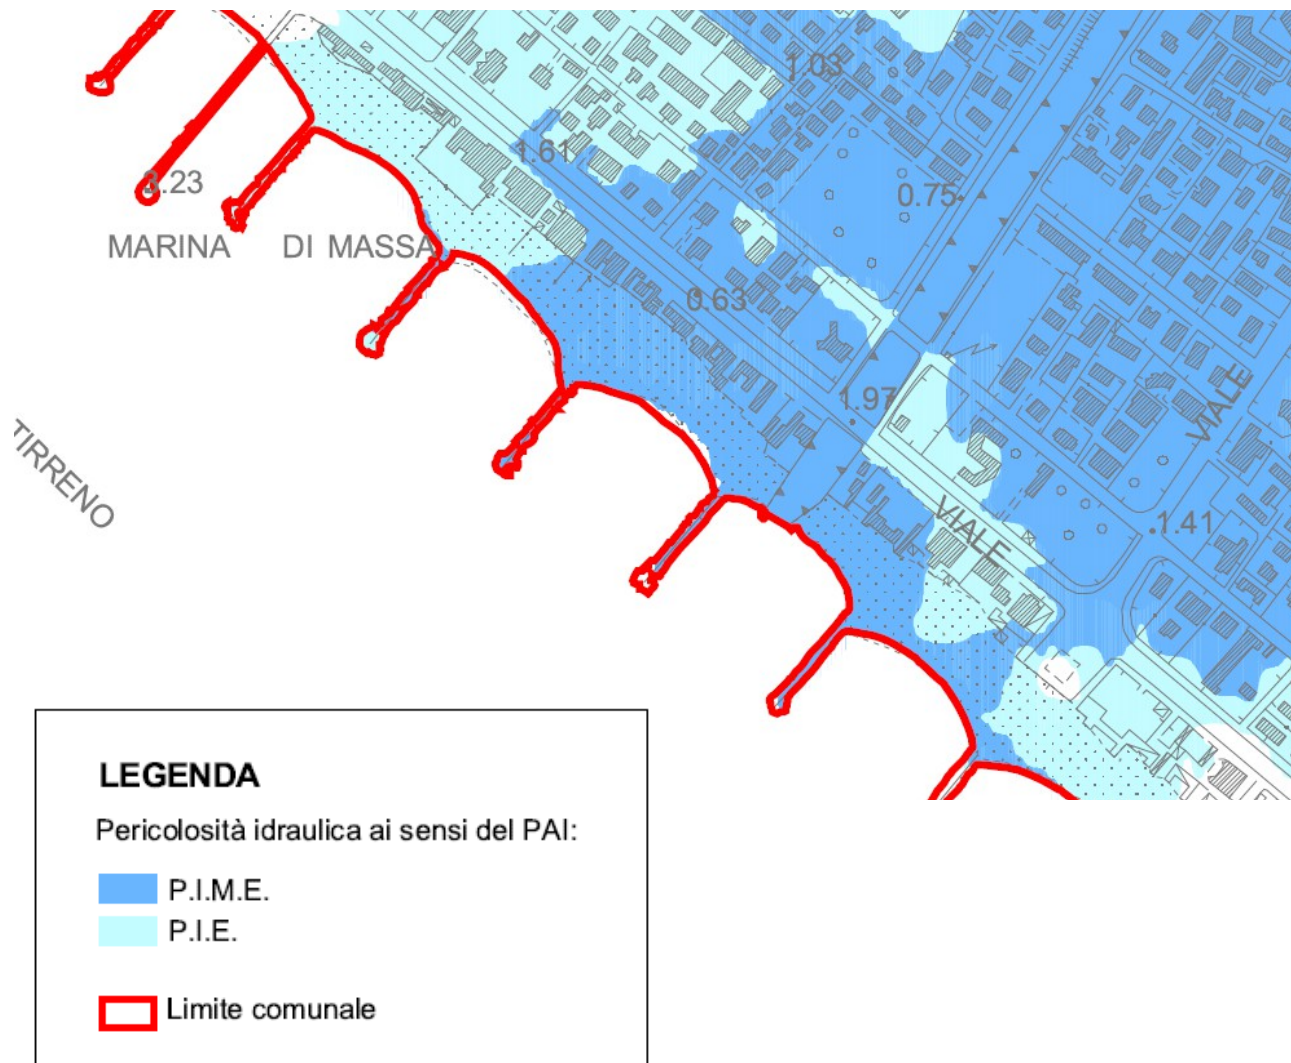 1.03
1.61
3.23
0.75
MARINA DI MASSA
0.63
1.97
VIALE
TIRRENO
VIALE
1.41
LEGENDA
Pericolosità idraulica ai sensi del PAI:
P.I.M.E.
P.I.E.
Limite comunale